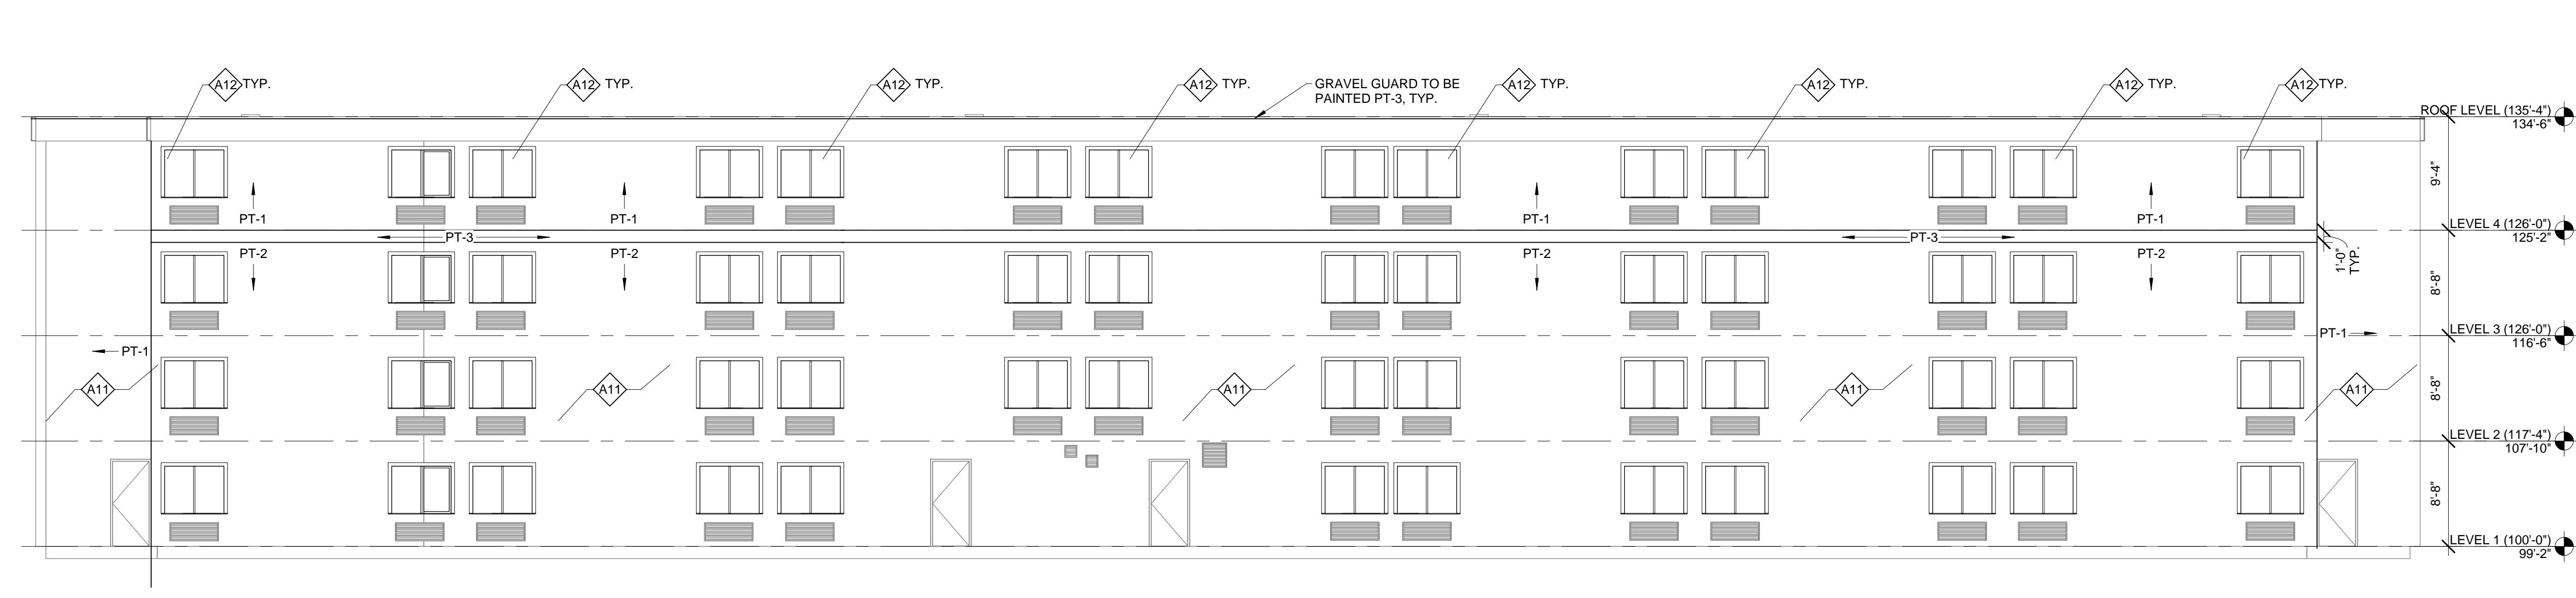 A12 TYP.
A12 TYP.
A12 TYP.
A12 TYP.
GRAVEL GUARD TO BE
PAINTED PT-3, TYP.
A12 TYP.
A12 TYP.
A12 TYP.
A12 TYP.
ROOF LEVEL (135'-4")
134'-6"
9'-4"
PT-1
PT-1
PT-1
PT-1
LEVEL 4 (126'-0")
125'-2"
PT-3
PT-3
PT-2
PT-2
PT-2
PT-2
1'-0"
TYP.
8'-8"
LEVEL 3 (126'-0")
116'-6"
PT-1
PT-1
A11
A11
A11
A11
A11
8'-8"
LEVEL 2 (117'-4")
107'-10"
8'-8"
LEVEL 1 (100'-0")
99'-2"